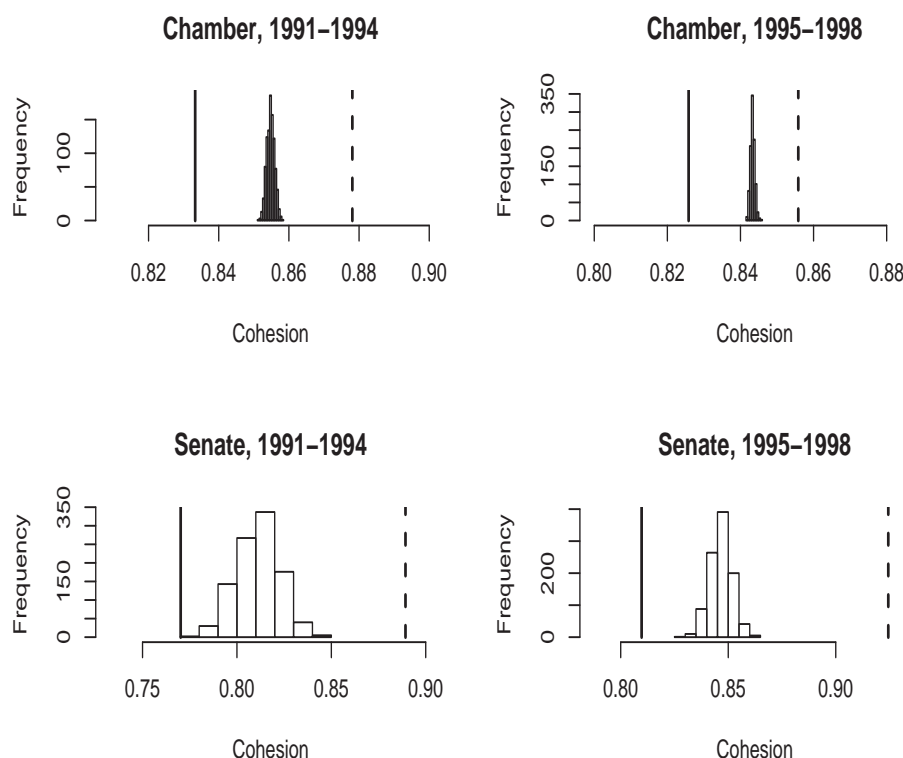 Chamber, 1991−1994
Frequency
0
100
0.82 0.84 0.86 0.88 0.90
Cohesion
Chamber, 1995−1998
Frequency
0
150
350
0.80 0.82 0.84 0.86 0.88
Cohesion
Senate, 1991−1994
Frequency
0
150
350
0.75 0.80 0.85 0.90
Cohesion
Senate, 1995−1998
Frequency
0
200
0.80 0.85 0.90
Cohesion